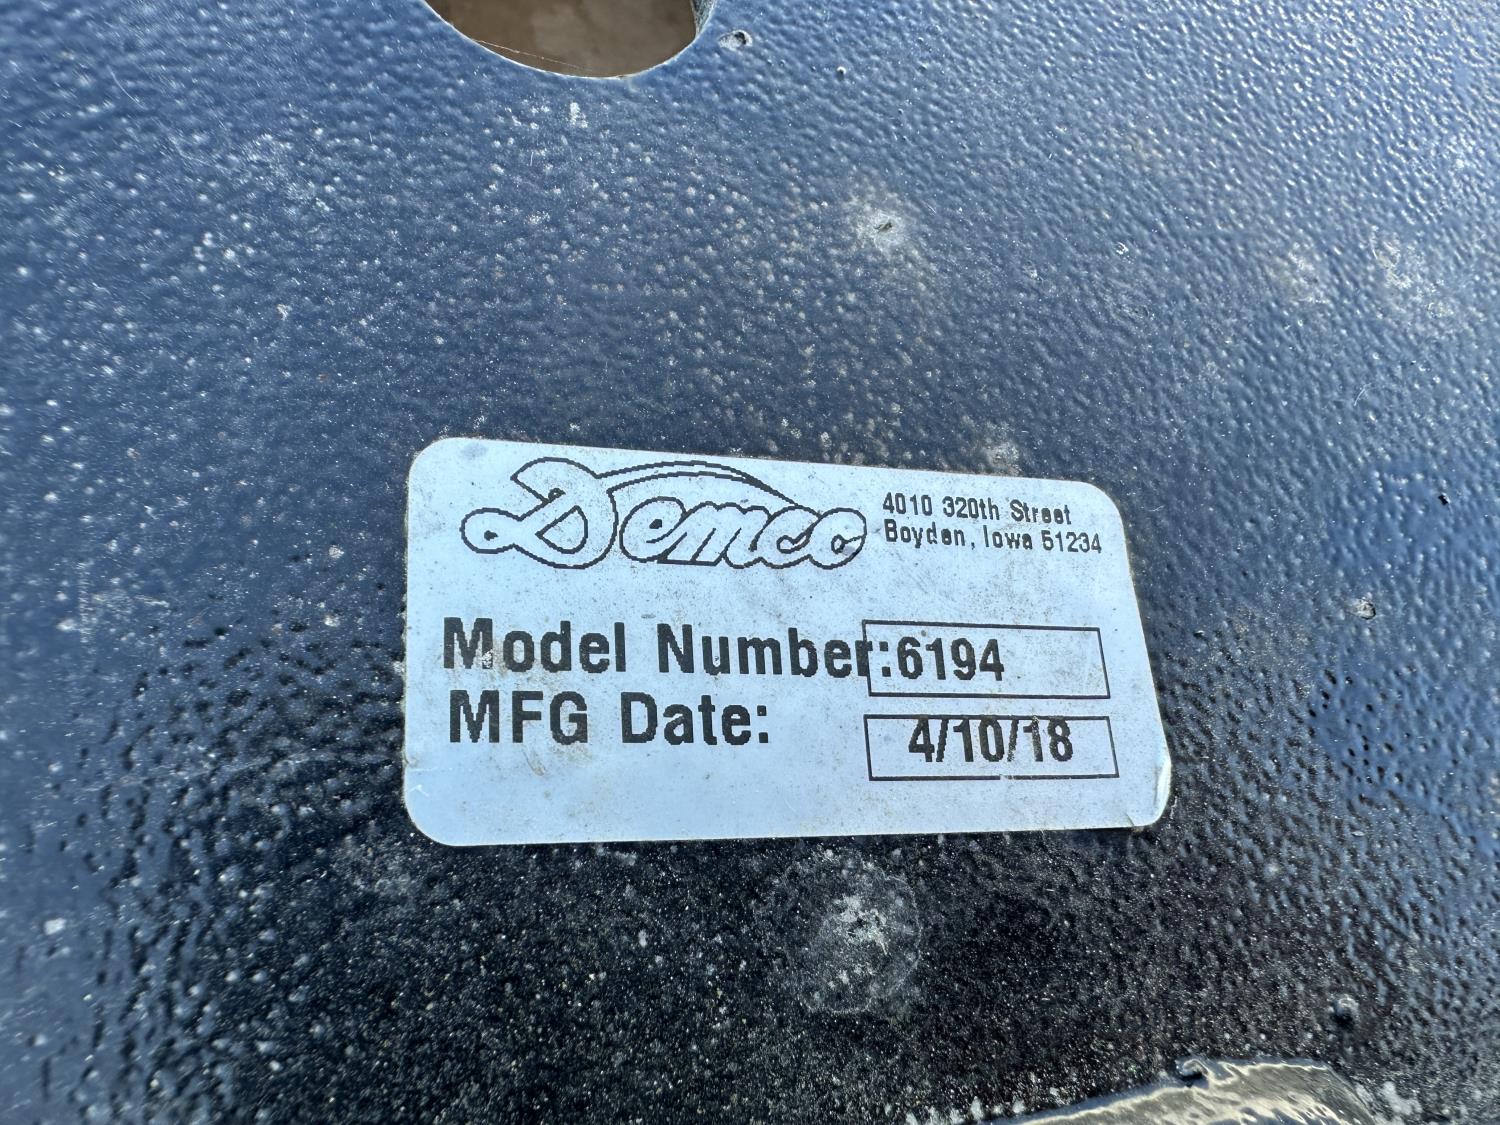 Demco
4010 320th Street
Boyden, Iowa 51234
Model Number:6194
MFG Date: 4/10/18